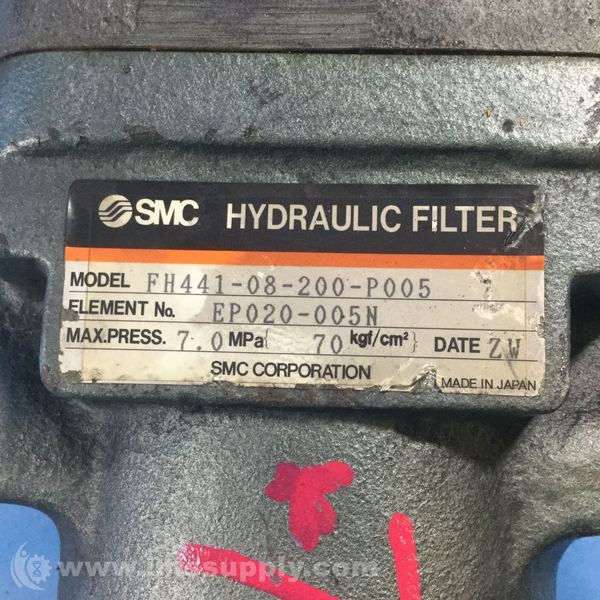 SMC HYDRAULIC FILTER
MODEL FH441-08-200-P005
ELEMENT No. EP020-005N
MAX.PRESS. 7.0 MPa{ 70 kgf/cm²} DATE ZW
SMC CORPORATION
MADE IN JAPAN